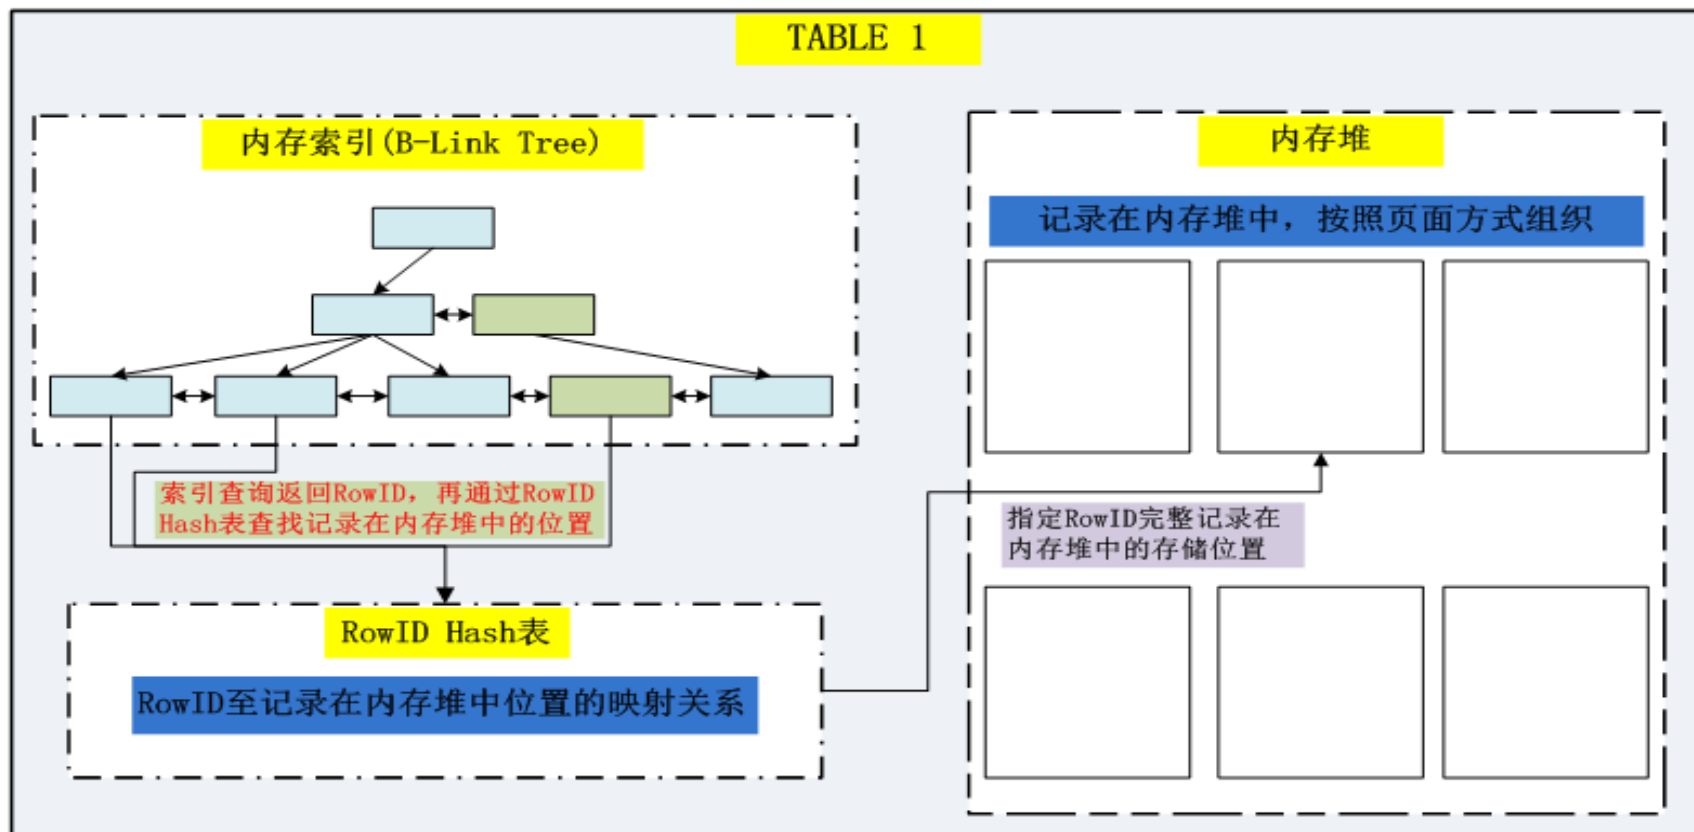 TABLE 1
内存索引(B-Link Tree)
内存堆
记录在内存堆中，按照页面方式组织
索引查询返回RowID，再通过RowID
Hash表查找记录在内存堆中的位置
指定RowID完整记录在
内存堆中的存储位置
RowID Hash表
RowID至记录在内存堆中位置的映射关系